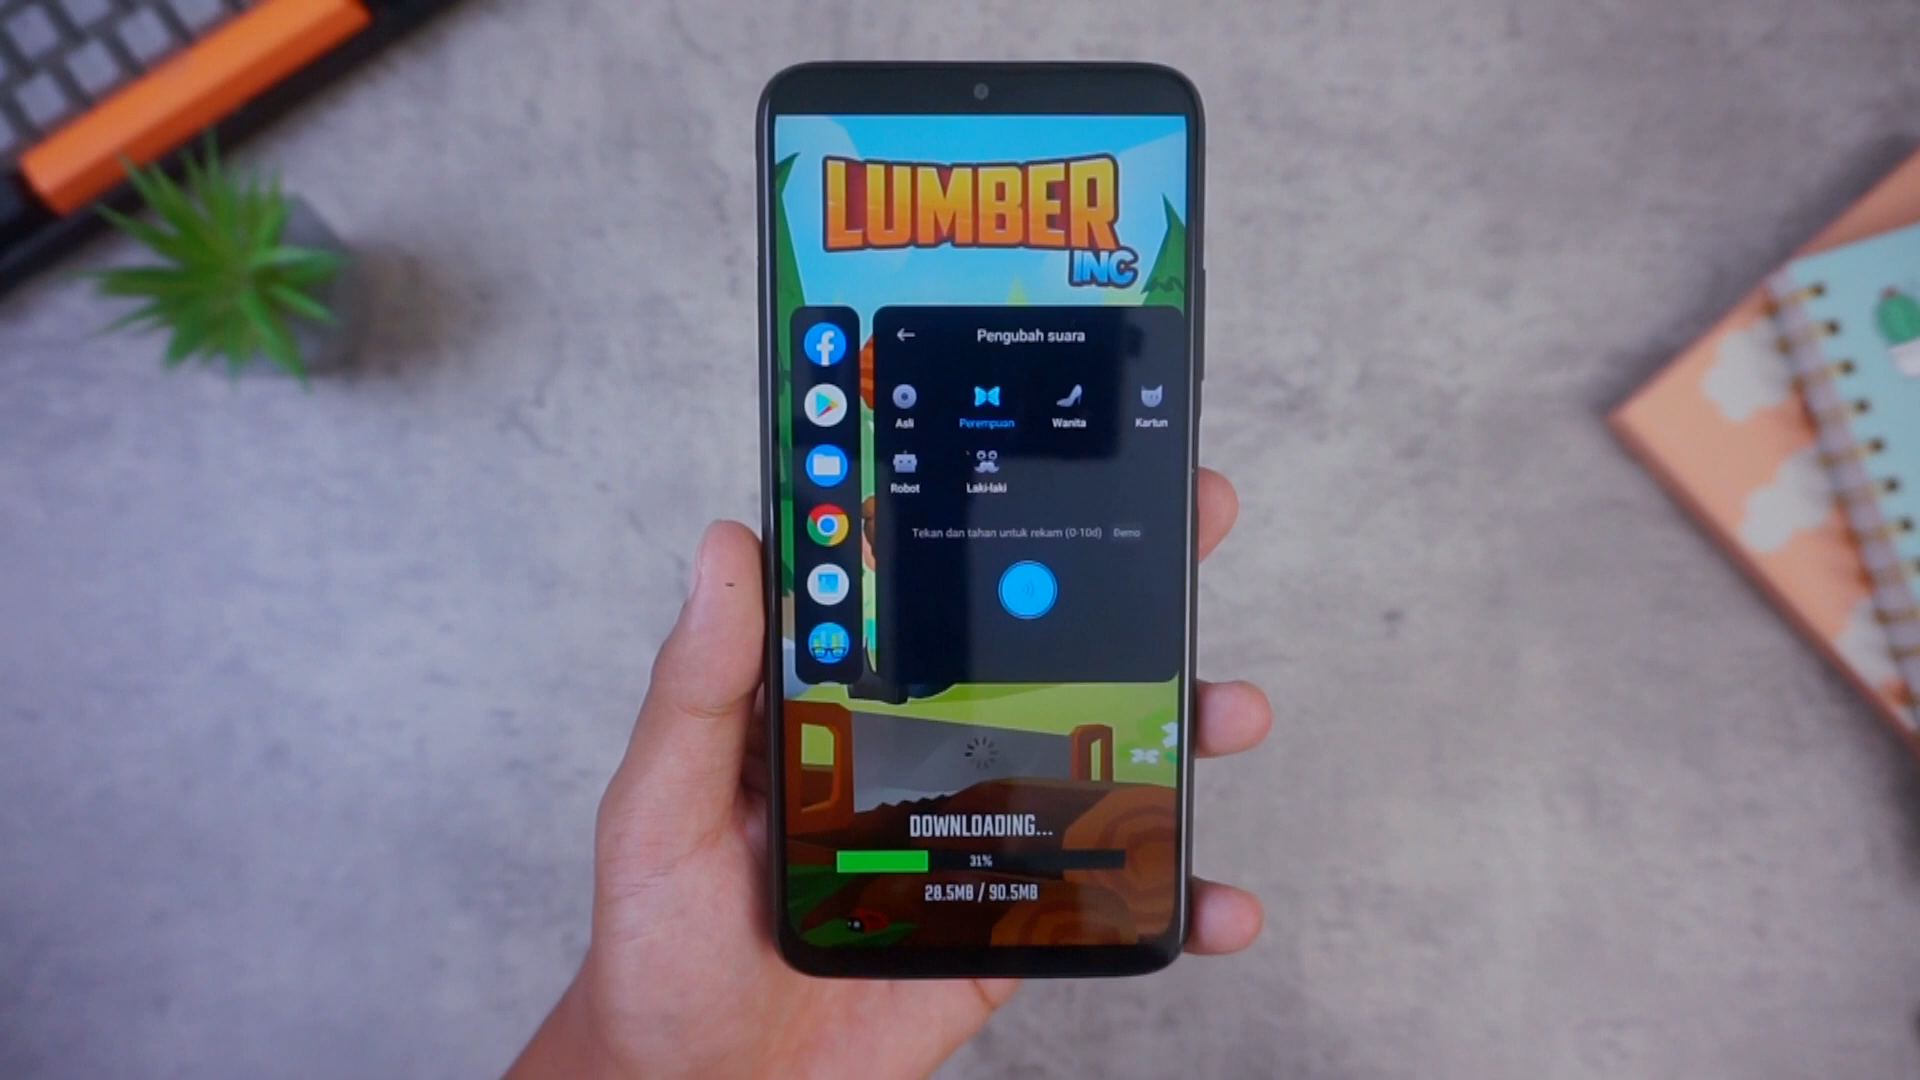 LUMBER
INC
Pengubah suara
Asli
Perempuan
Wanita
Kartun
Robot
Laki-laki
Tekan dan tahan untuk rekam (0-10d) Demo
DOWNLOADING...
31%
28.5MB / 90.5MB